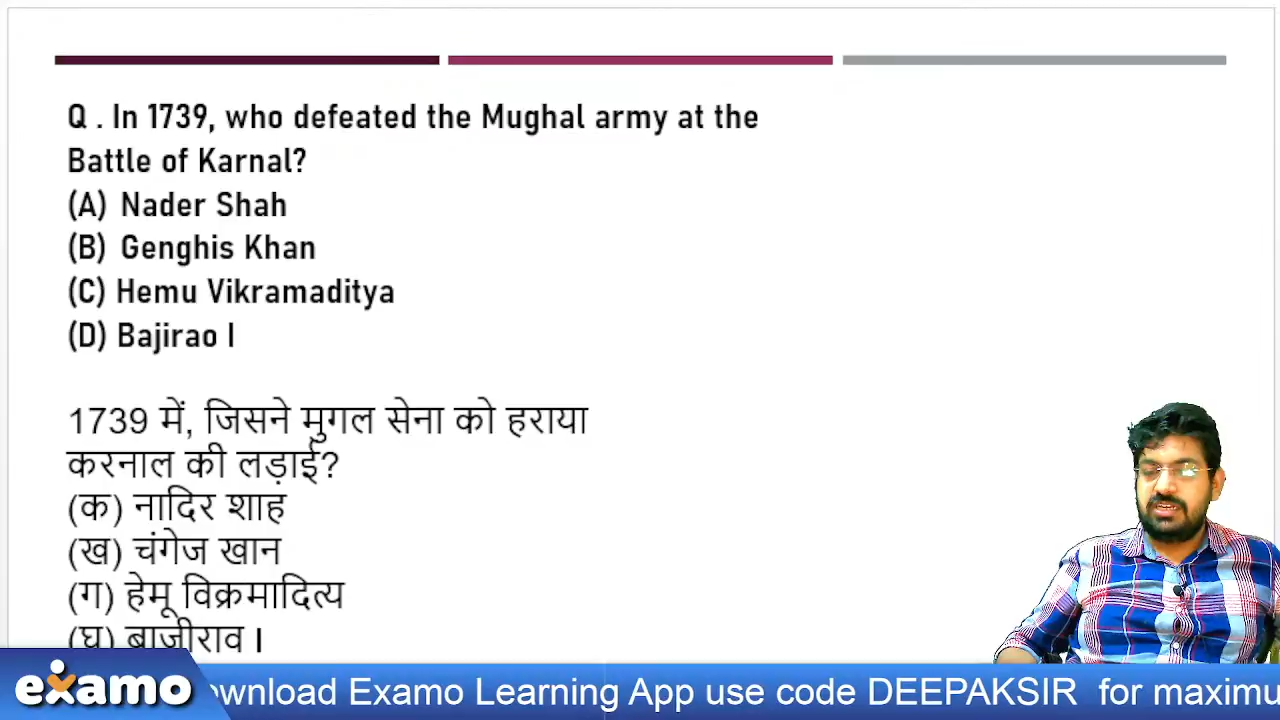 Q . In 1739, who defeated the Mughal army at the
Battle of Karnal?
(A) Nader Shah
(B) Genghis Khan
(C) Hemu Vikramaditya
(D) Bajirao I
1739 में, जिसने मुगल सेना को हराया
करनाल की लड़ाई?
(क) नादिर शाह
(ख) चंगेज खान
(ग) हेमू विक्रमादित्य
(घ) बाजीराव I
examo
ownload Examo Learning App use code DEEPAKSIR for maximu